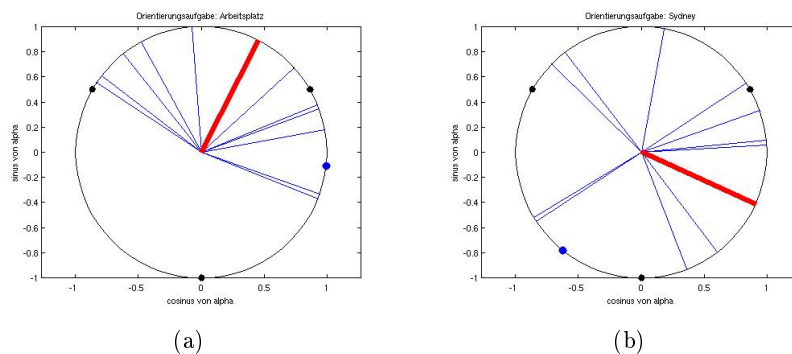 Orientierungsaufgabe: Arbeitsplatz
1
0.8
0.6
0.4
0.2
0
-0.2
-0.4
-0.6
-0.8
-1
sinus von alpha
-1 -0.5 0 0.5 1
cosinus von alpha
(a)
Orientierungsaufgabe: Sydney
1
0.8
0.6
0.4
0.2
0
-0.2
-0.4
-0.6
-0.8
-1
sinus von alpha
-1 -0.5 0 0.5 1
cosinus von alpha
(b)